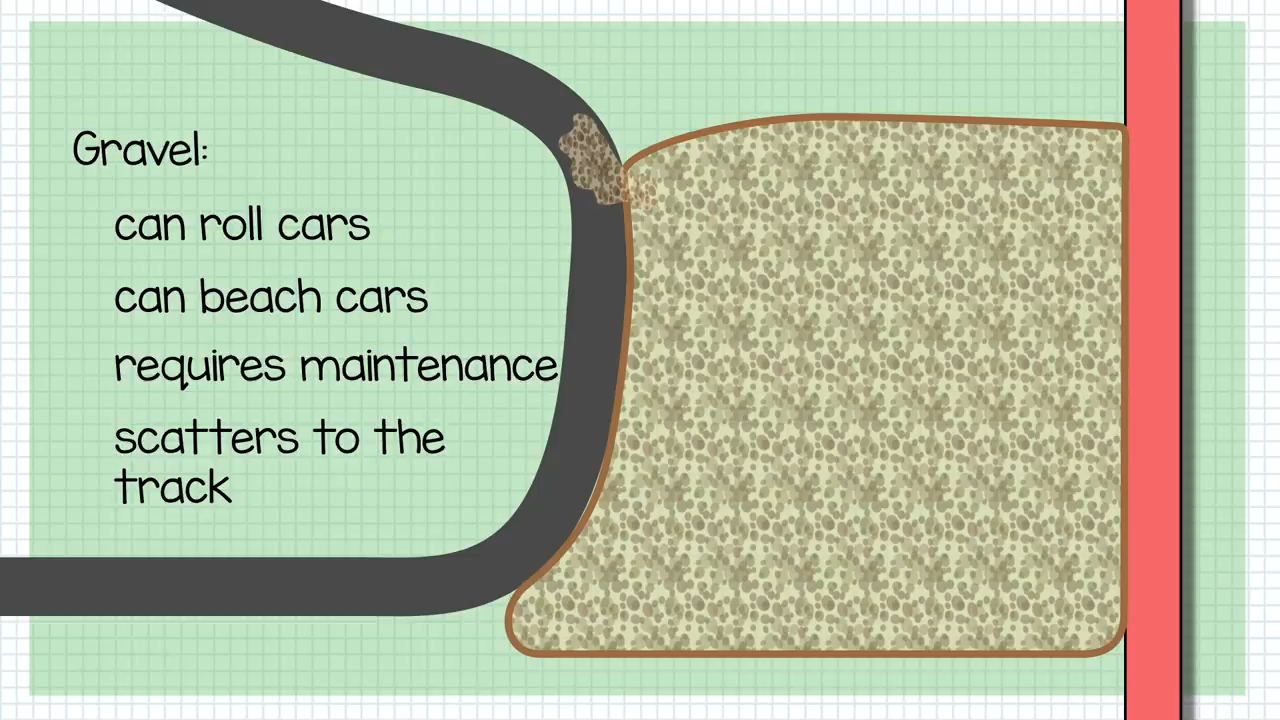 Gravel:
can roll cars
can beach cars
requires maintenance
scatters to the
track